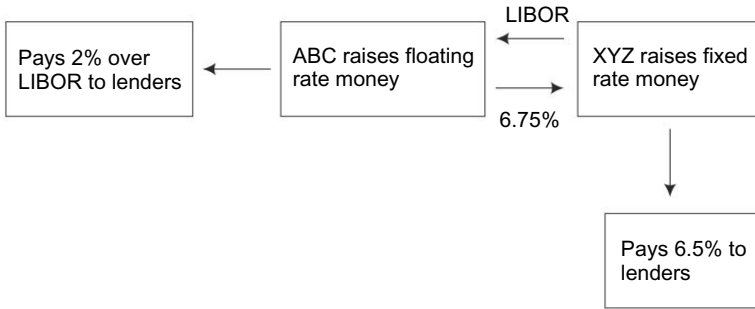 LIBOR
Pays 2% over
LIBOR to lenders
ABC raises floating
rate money
XYZ raises fixed
rate money
6.75%
Pays 6.5% to
lenders